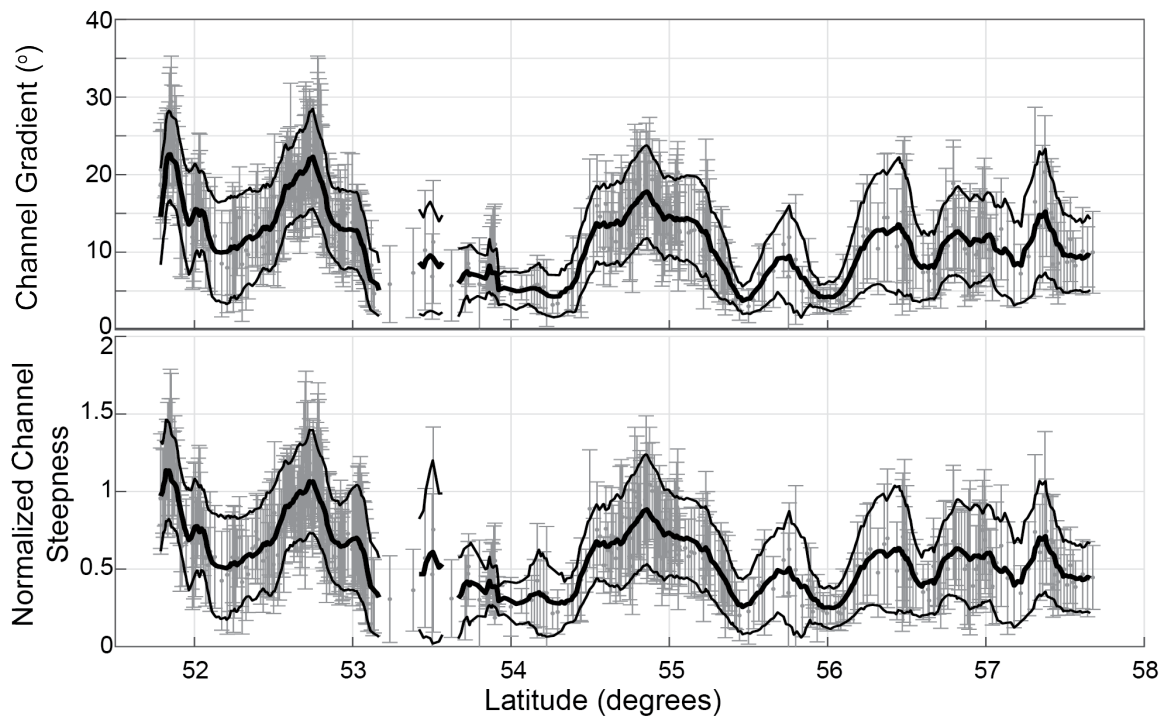 Channel Gradient (°)
40
30
20
10
0
Normalized Channel
Steepness
2
1.5
1
0.5
0
52 53 54 55 56 57 58
Latitude (degrees)